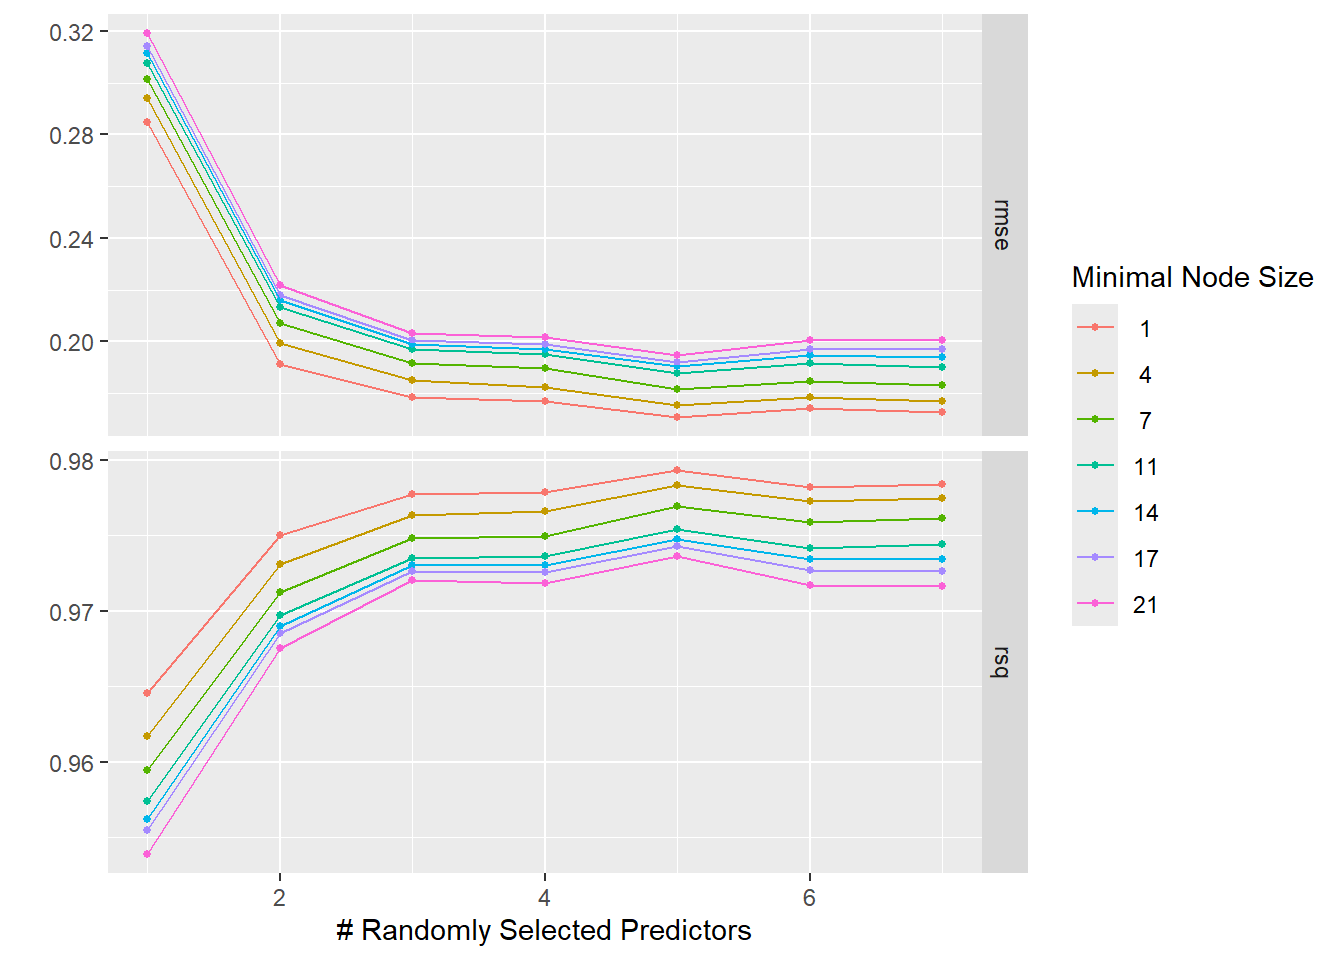 0.32
0.28
0.24
0.20
rmse
0.98
0.97
0.96
rsq
2 4 6
# Randomly Selected Predictors
Minimal Node Size
1
4
7
11
14
17
21